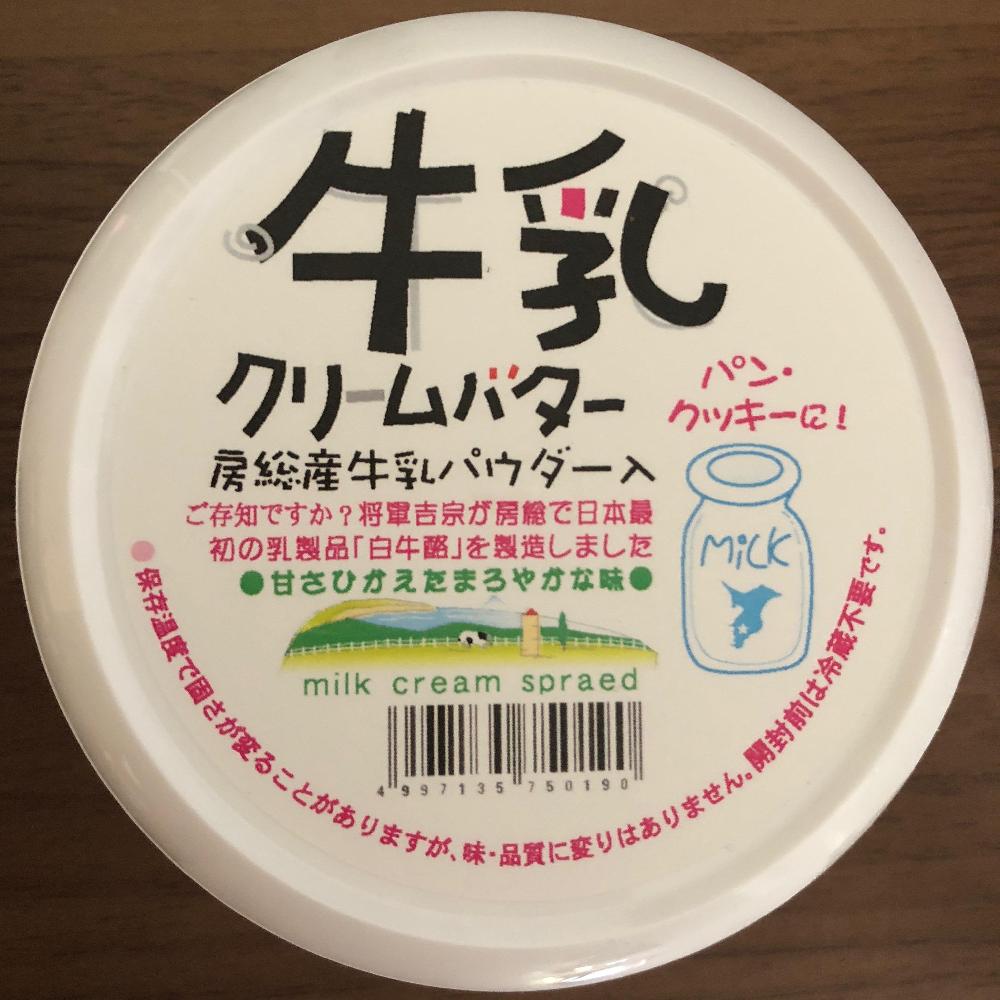 牛乳
クリームバター
パン・
クッキーに!
房総産牛乳パウダー入
ご存知ですか?将軍吉宗が房総で日本最
初の乳製品「白牛酪」を製造しました
●甘さひかえたまろやかな味●
MiLK
milk cream spraed
4 997135 750190
●保存温度で固さが変ることがありますが、味・品質に変りはありません。開封前は冷蔵不要です。